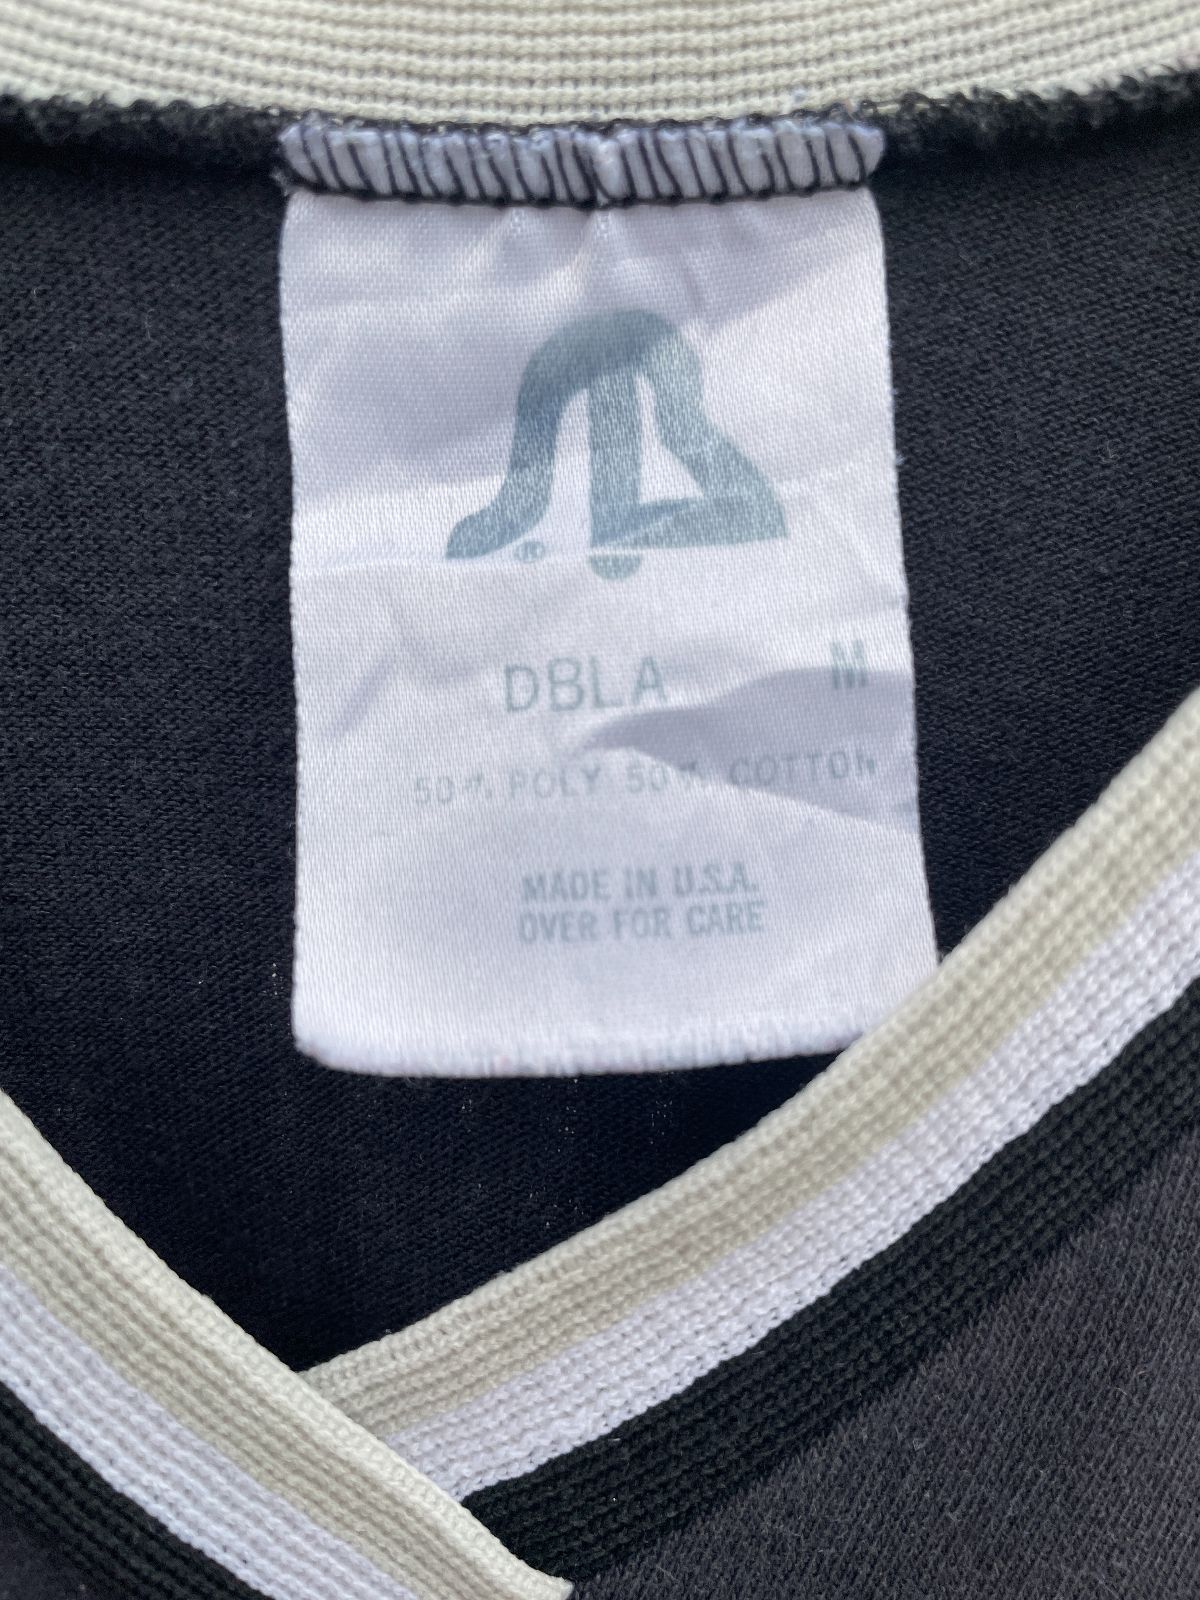 ®
DBLA M
50% POLY 50% COTTON
MADE IN U.S.A.
OVER FOR CARE